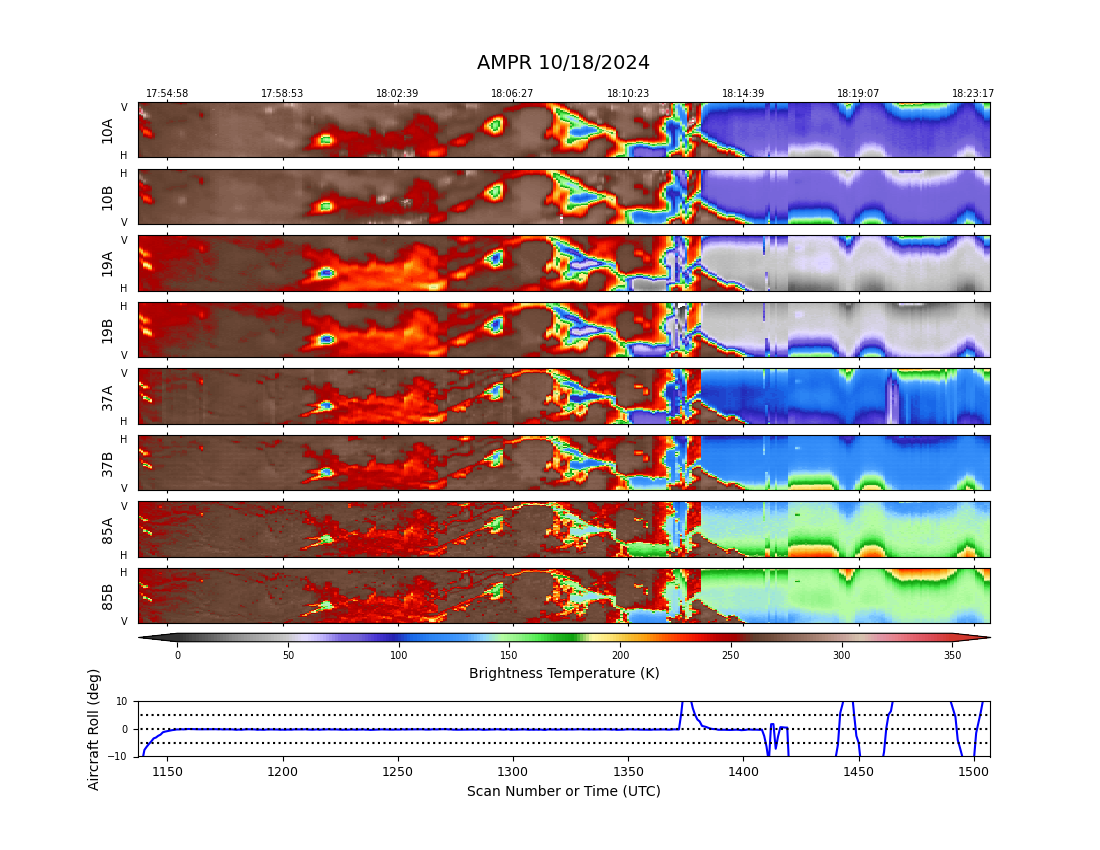 AMPR 10/18/2024
17:54:58 17:58:53 18:02:39 18:06:27 18:10:23 18:14:39 18:19:07 18:23:17
V
10A
H
H
10B
V
V
19A
H
H
19B
V
V
37A
H
H
37B
V
V
85A
H
H
85B
V
0 50 100 150 200 250 300 350
Brightness Temperature (K)
Aircraft Roll (deg)
10
0
−10
1150 1200 1250 1300 1350 1400 1450 1500
Scan Number or Time (UTC)